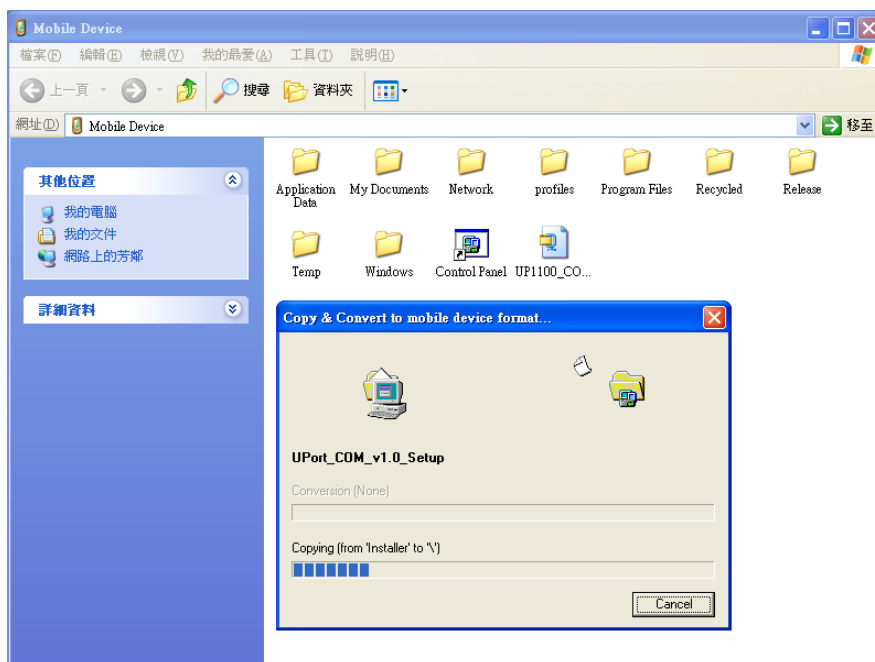 Mobile Device
檔案(F) 編輯(E) 檢視(V) 我的最愛(A) 工具(T) 說明(H)
上一頁 搜尋 資料夾
網址(D) Mobile Device 移至
其他位置
我的電腦
我的文件
網路上的芳鄰
詳細資料
Application Data
My Documents
Network
profiles
Program Files
Recycled
Release
Temp
Windows
Control Panel
UP1100_CO...
Copy & Convert to mobile device format...
UPort_COM_v1.0_Setup
Conversion (None)
Copying (from 'Installer' to '\')
Cancel